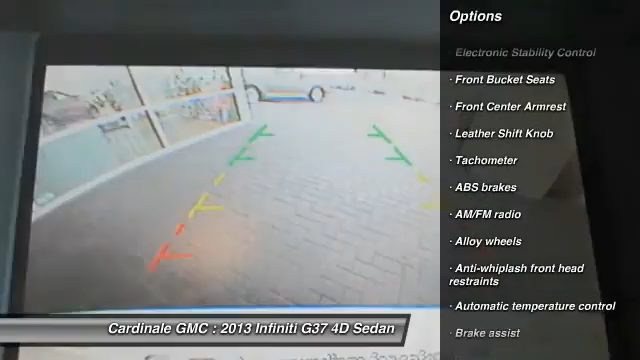 Options
· Electronic Stability Control
· Front Bucket Seats
· Front Center Armrest
· Leather Shift Knob
· Tachometer
· ABS brakes
· AM/FM radio
· Alloy wheels
· Anti-whiplash front head
restraints
· Automatic temperature control
· Brake assist
Cardinale GMC : 2013 Infiniti G37 4D Sedan